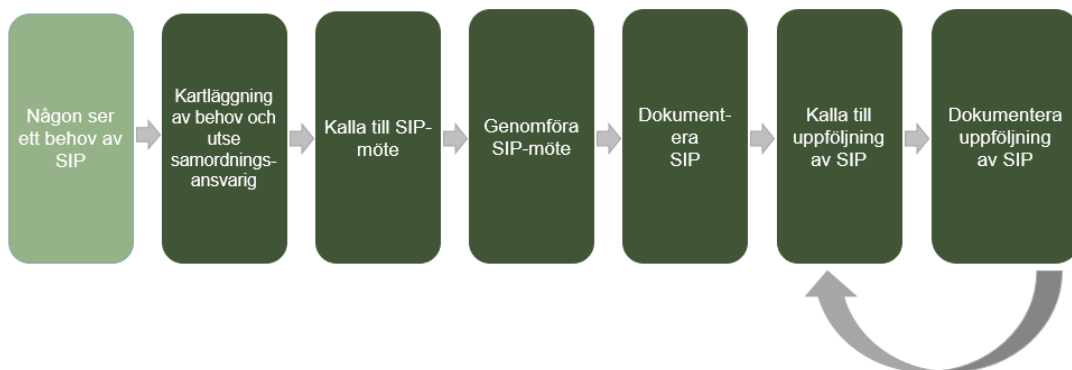 Någon ser
ett behov av
SIP
Kartläggning
av behov och
utse
samordnings-
ansvarig
Kalla till SIP-
möte
Genomföra
SIP-möte
Dokument-
era
SIP
Kalla till
uppföljning
av SIP
Dokumentera
uppföljning
av SIP